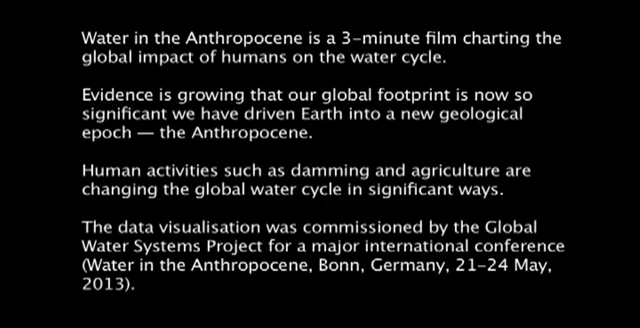 Water in the Anthropocene is a 3-minute film charting the
global impact of humans on the water cycle.
Evidence is growing that our global footprint is now so
significant we have driven Earth into a new geological
epoch — the Anthropocene.
Human activities such as damming and agriculture are
changing the global water cycle in significant ways.
The data visualisation was commissioned by the Global
Water Systems Project for a major international conference
(Water in the Anthropocene, Bonn, Germany, 21-24 May,
2013).